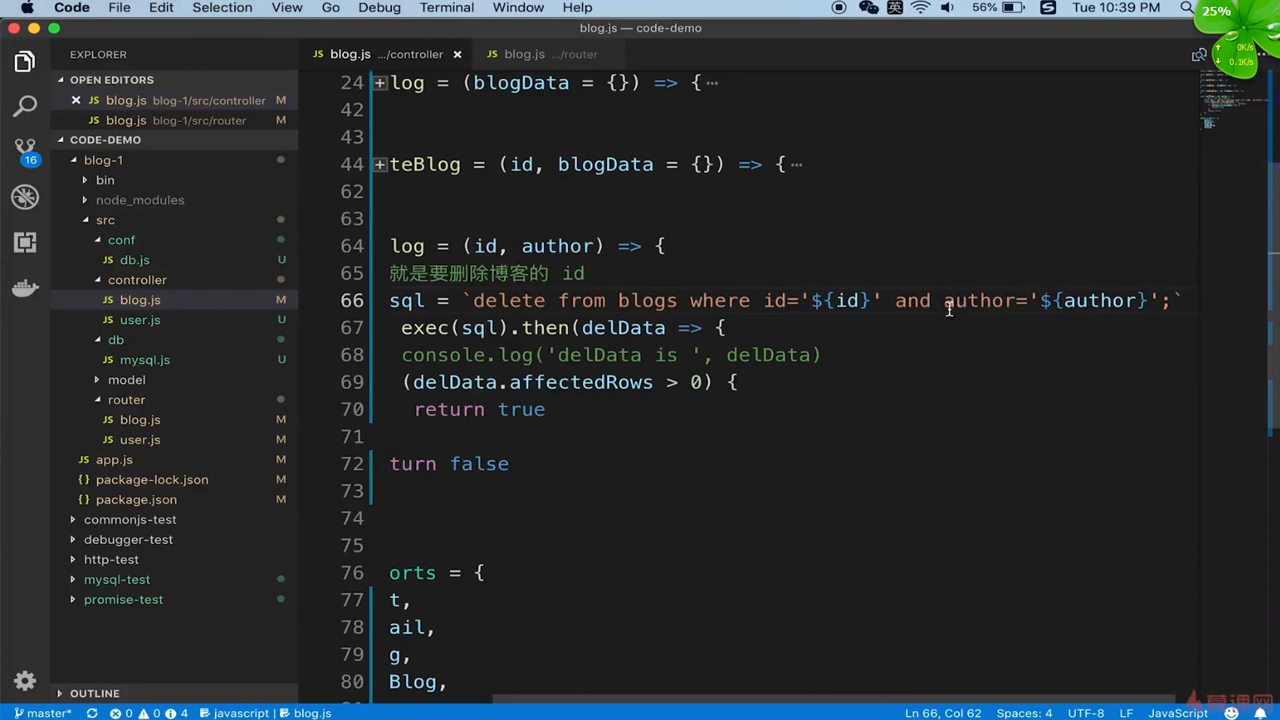 Code File Edit Selection View Go Debug Terminal Window Help 英 56% S Tue 10:39 PM 25%
blog.js — code-demo
0K/s
0.1K/s
EXPLORER
OPEN EDITORS
blog.js blog-1/src/controller M
blog.js blog-1/src/router M
CODE-DEMO
blog-1
bin
node_modules
src
conf
db.js U
controller
blog.js M
user.js U
db
mysql.js U
model
router
blog.js M
user.js M
app.js M
{} package-lock.json M
{} package.json M
commonjs-test
debugger-test
http-test
mysql-test
promise-test
OUTLINE
16
JS blog.js .../controller
JS blog.js .../router
24 log = (blogData = {}) => {…
42
43
44 teBlog = (id, blogData = {}) => {…
62
63
64 log = (id, author) => {
65 就是要删除博客的 id
66 sql = `delete from blogs where id='${id}' and author='${author}';`
67 exec(sql).then(delData => {
68 console.log('delData is ', delData)
69 (delData.affectedRows > 0) {
70 return true
71
72 turn false
73
74
75
76 orts = {
77 t,
78 ail,
79 g,
80 Blog,
master* 0 0 4 javascript | blog.js Ln 66, Col 62 Spaces: 4 UTF-8 LF JavaScript